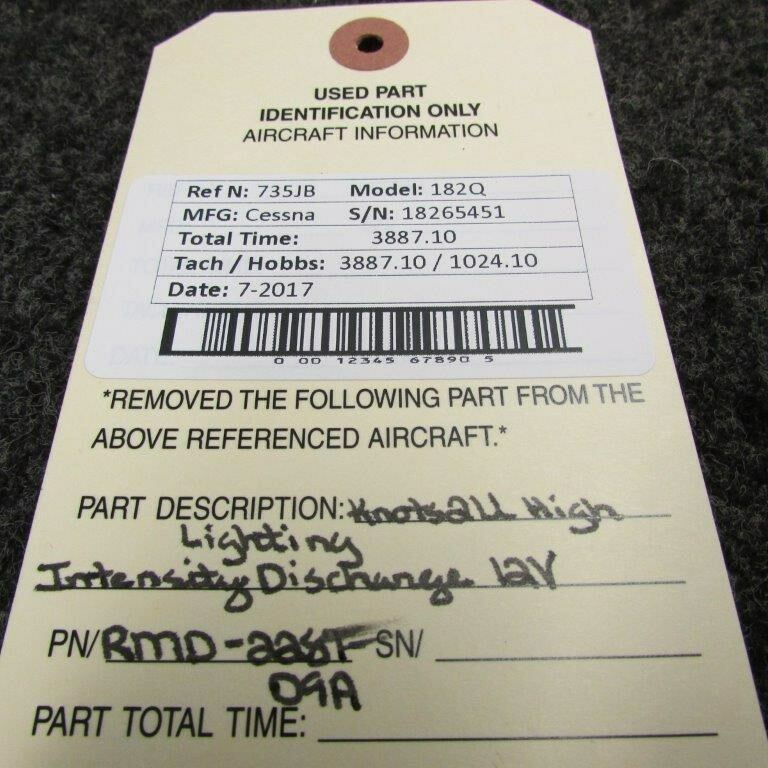 USED PART
IDENTIFICATION ONLY
AIRCRAFT INFORMATION
Ref N: 735JB Model: 182Q
MFG: Cessna S/N: 18265451
Total Time: 3887.10
Tach / Hobbs: 3887.10 / 1024.10
Date: 7-2017
0 00 12345 67890 5
*REMOVED THE FOLLOWING PART FROM THE
ABOVE REFERENCED AIRCRAFT.*
PART DESCRIPTION: Knots2U High
Lighting
Intensity Discharge 12V
PN/ RMD-228T- SN/
09A
PART TOTAL TIME: